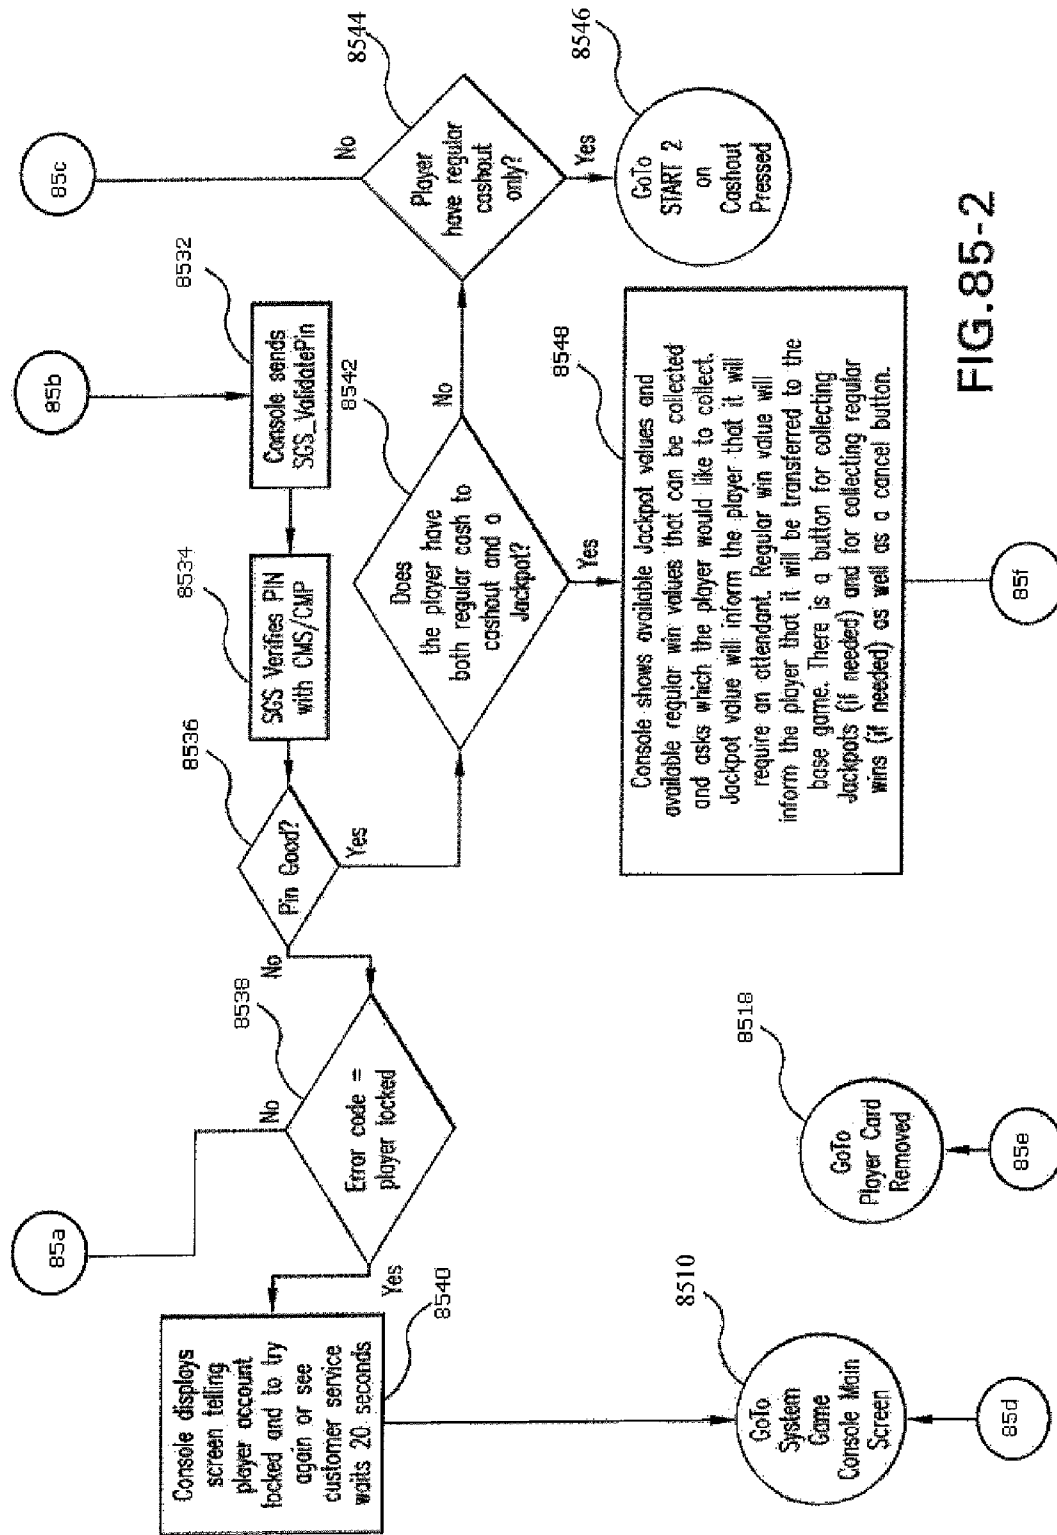 85a
85b
85c
Console displays
screen telling
player account
locked and to try
again or see
customer service
waits 20 seconds
8540
Yes
Error code =
player locked
8538
No
No
Pin Good?
8536
Yes
SGS Verifies PIN
with CMS/CMP
8534
Console sends
SGS_ValidatePin
8532
Does
the player have
both regular cash to
cashout and a
Jackpot?
8542
No
Yes
Player
have regular
cashout
only?
8544
No
Yes
GoTo
START 2
on
Cashout
Pressed
8546
Console shows available Jackpot values and
available regular win values that can be collected
and asks which the player would like to collect.
Jackpot value will inform the player that it will
require an attendant. Regular win value will
inform the player that it will be transferred to the
base game. There is a button for collecting
Jackpots (if needed) and for collecting regular
wins (if needed) as well as a cancel button.
8548
GoTo
System
Game
Console Main
Screen
8510
GoTo
Player Card
Removed
8518
85d
85e
85f
FIG.85-2